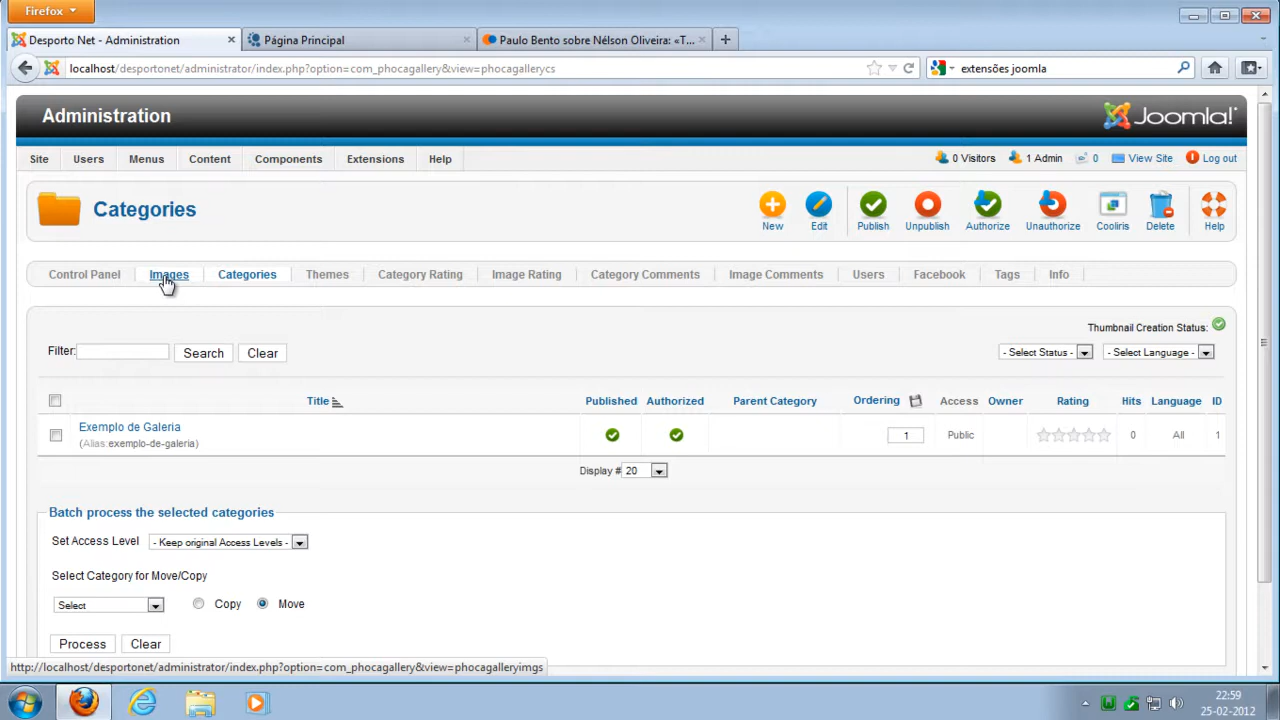 Firefox
Desporto Net - Administration
Página Principal
Paulo Bento sobre Nélson Oliveira: «T...
localhost/desportonet/administrator/index.php?option=com_phocagallery&view=phocagallerycs
extensões joomla
Administration
Joomla!
Site Users Menus Content Components Extensions Help
0 Visitors 1 Admin 0 View Site Log out
Categories
New Edit Publish Unpublish Authorize Unauthorize Cooliris Delete Help
Control Panel Images Categories Themes Category Rating Image Rating Category Comments Image Comments Users Facebook Tags Info
Thumbnail Creation Status:
Filter: Search Clear
- Select Status - - Select Language -
Title Published Authorized Parent Category Ordering Access Owner Rating Hits Language ID
Exemplo de Galeria 1 Public 0 All 1
(Alias:exemplo-de-galeria)
Display # 20
Batch process the selected categories
Set Access Level - Keep original Access Levels -
Select Category for Move/Copy
Select Copy Move
Process Clear
http://localhost/desportonet/administrator/index.php?option=com_phocagallery&view=phocagalleryimgs
22:59
25-02-2012